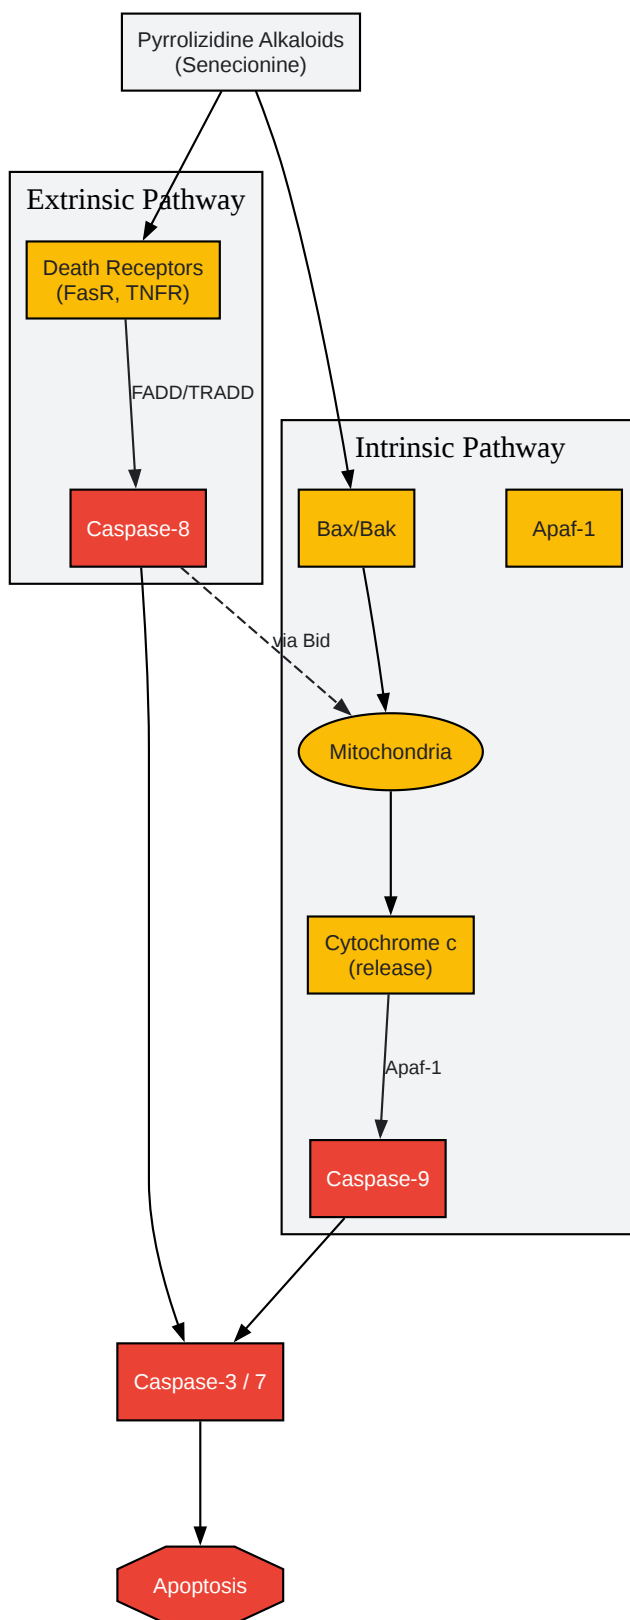 Pyrrolizidine Alkaloids
(Senecionine)
Extrinsic Pathway
Death Receptors
(FasR, TNFR)
FADD/TRADD
Caspase-8
Intrinsic Pathway
Bax/Bak
Apaf-1
via Bid
Mitochondria
Cytochrome c
(release)
Apaf-1
Caspase-9
Caspase-3 / 7
Apoptosis